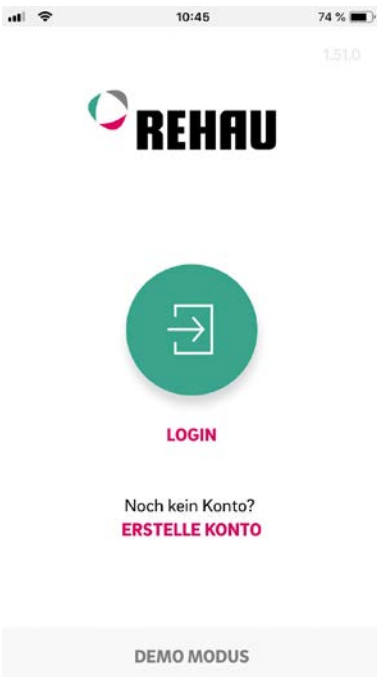 10:45
74 %
1.51.0
REHAU
LOGIN
Noch kein Konto?
ERSTELLE KONTO
DEMO MODUS